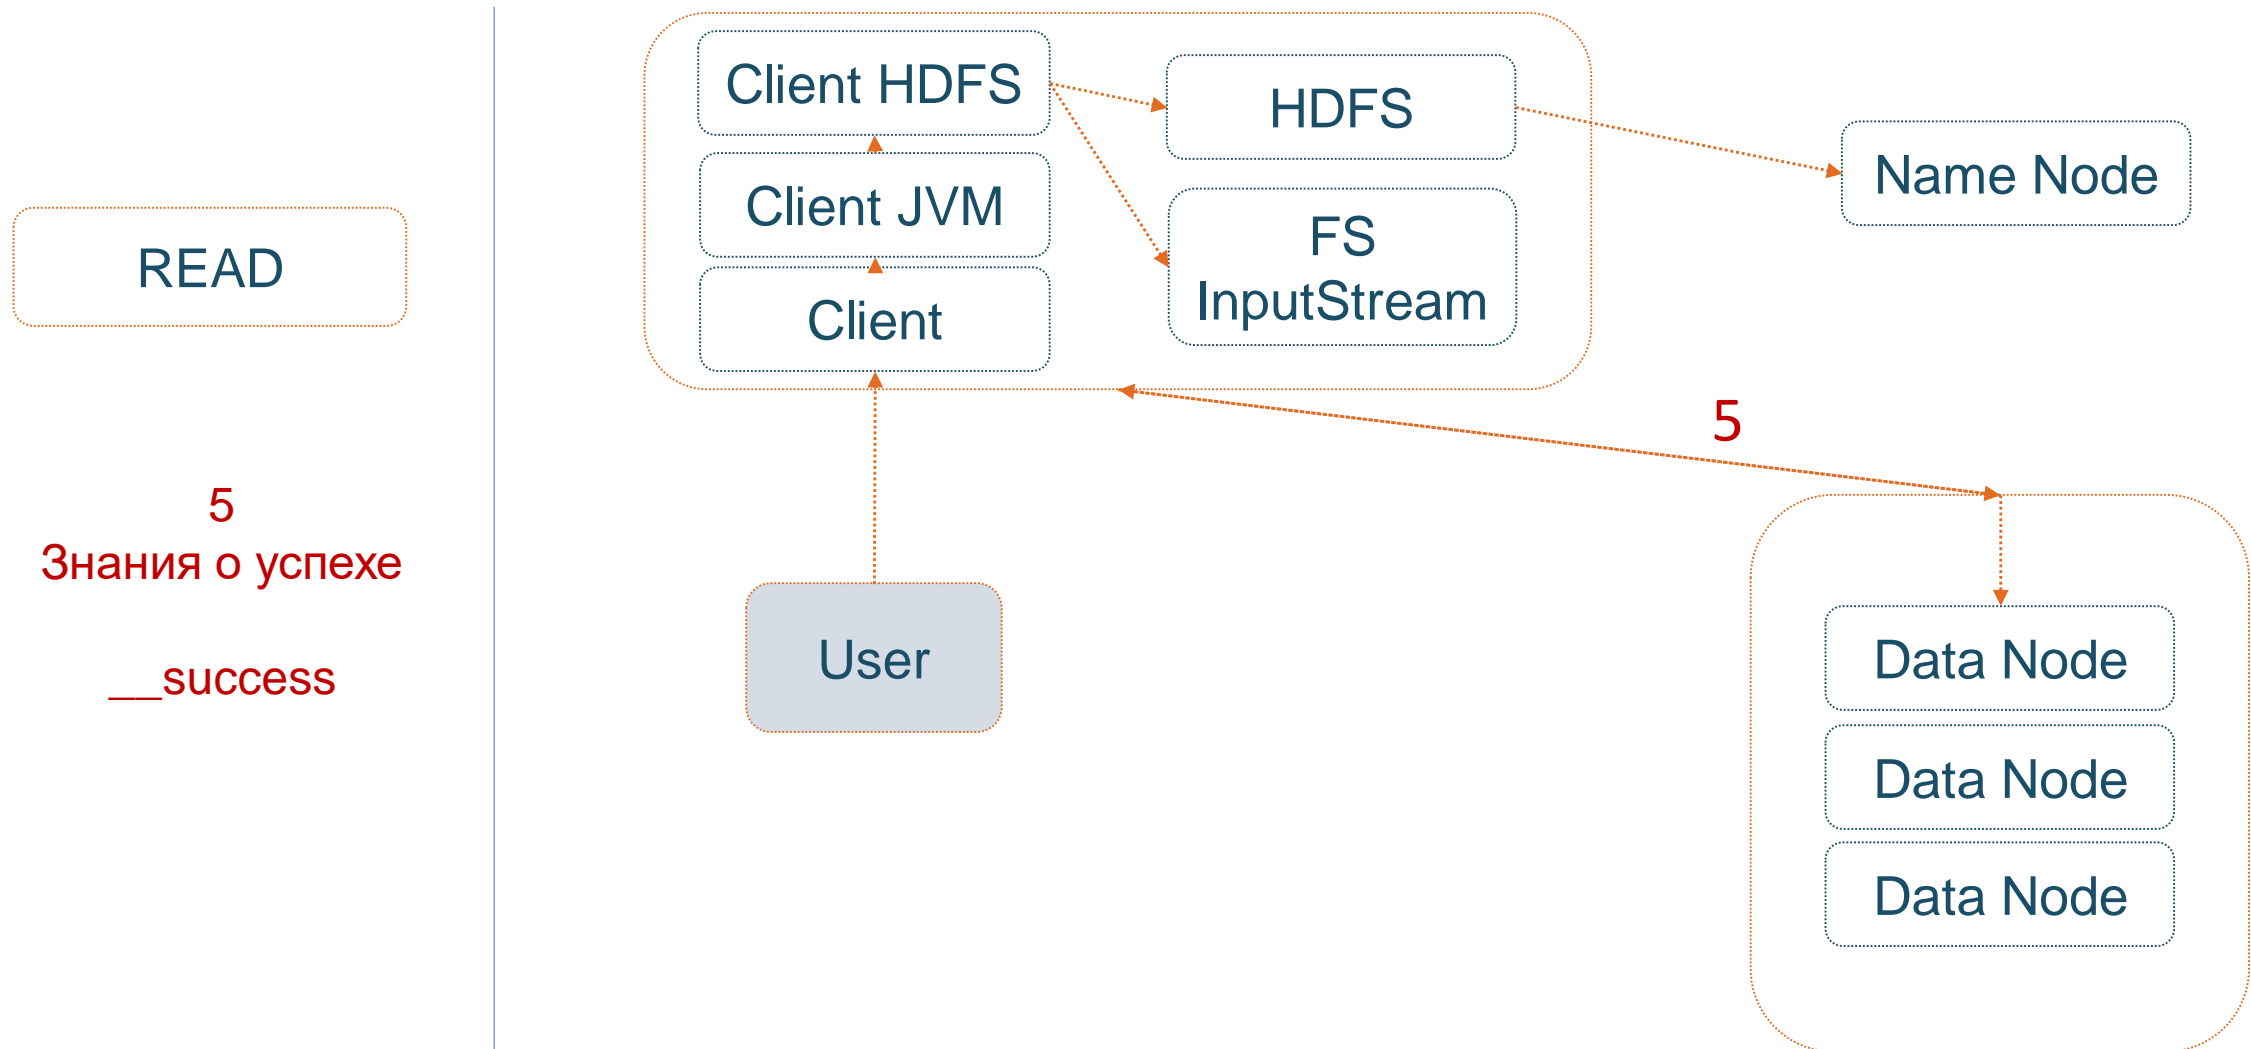 READ
5
Знания о успехе
__success
Client HDFS
Client JVM
Client
HDFS
FS
InputStream
Name Node
5
User
Data Node
Data Node
Data Node